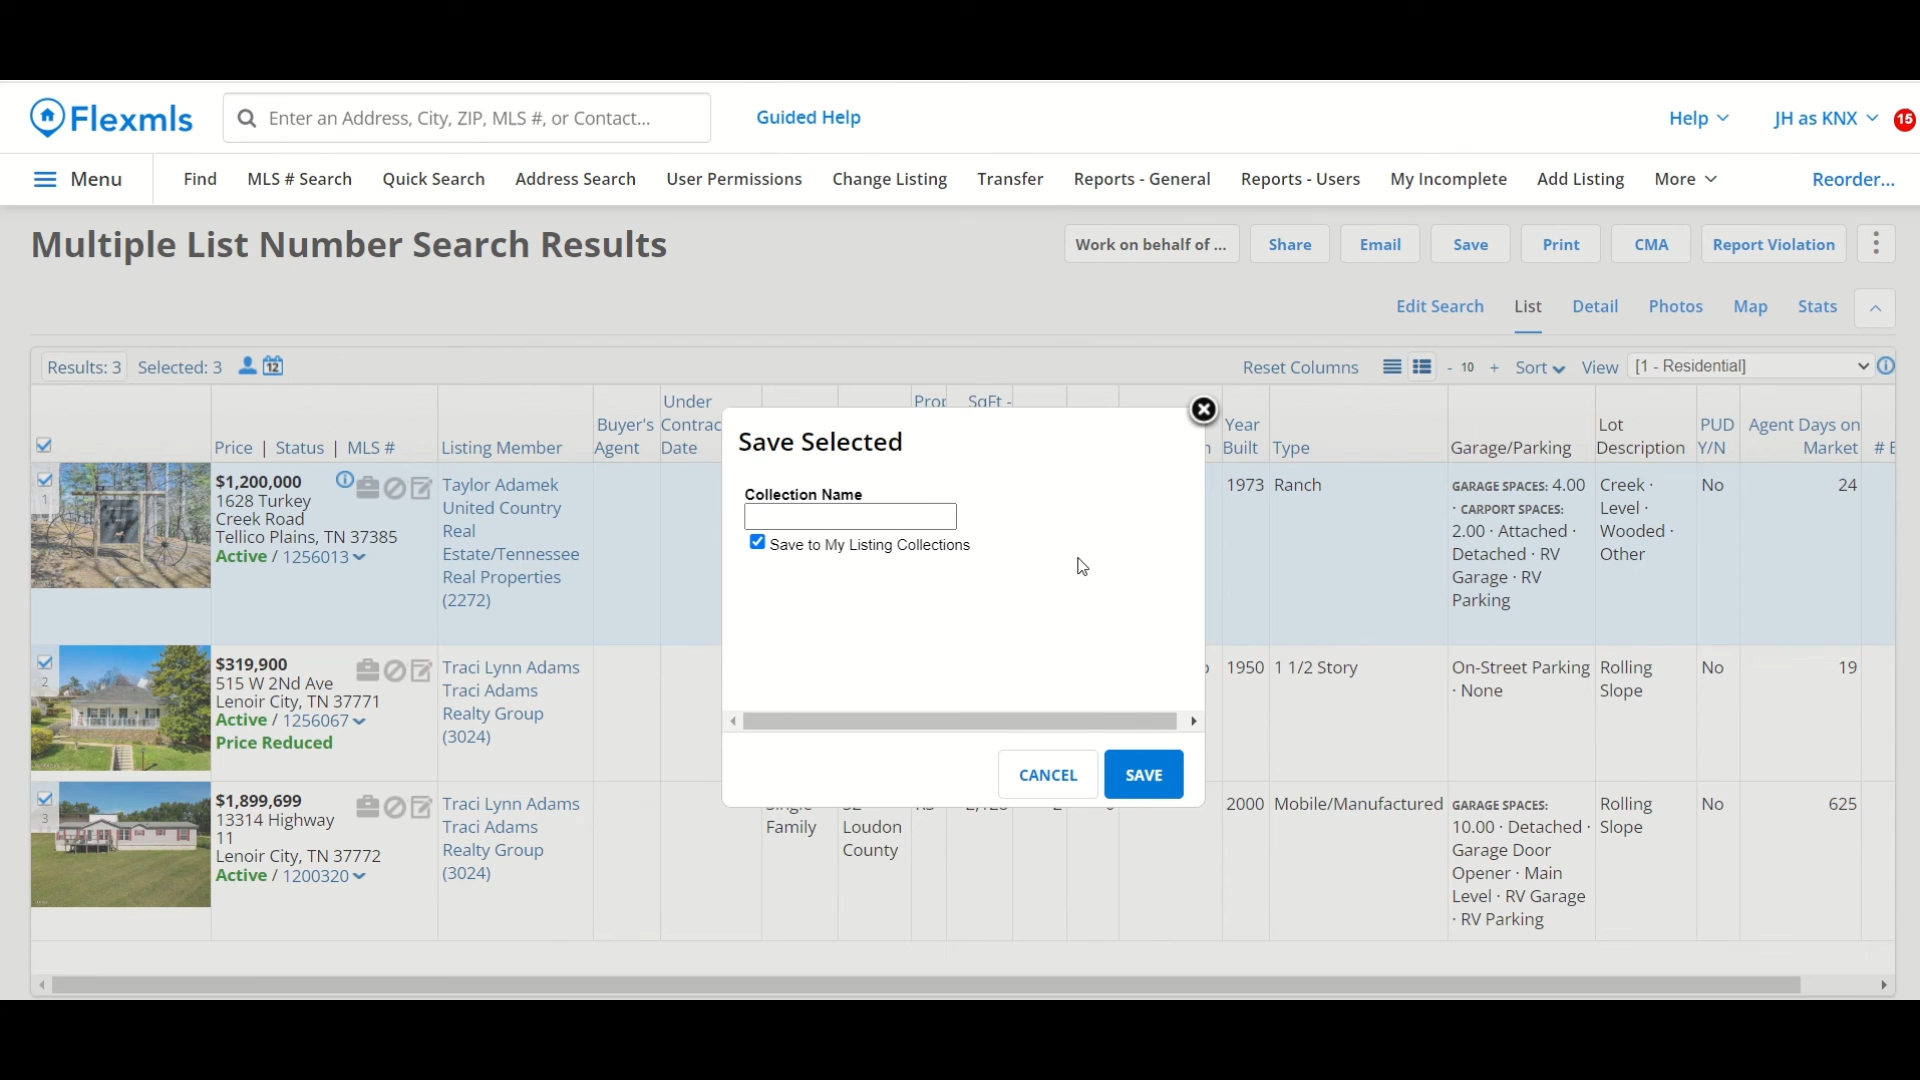 Flexmls
Enter an Address, City, ZIP, MLS #, or Contact...
Guided Help
Help
JH as KNX
15
Menu
Find
MLS # Search
Quick Search
Address Search
User Permissions
Change Listing
Transfer
Reports - General
Reports - Users
My Incomplete
Add Listing
More
Reorder...
Multiple List Number Search Results
Work on behalf of ...
Share
Email
Save
Print
CMA
Report Violation
Edit Search
List
Detail
Photos
Map
Stats
Results: 3
Selected: 3
12
Reset Columns
- 10 +
Sort
View
[1 - Residential]
Price | Status | MLS #
Listing Member
Buyer's
Agent
Under
Date
SqFt -
Year
Built
Type
Garage/Parking
Lot
Description
PUD
Y/N
Agent Days on
Market
#
Save Selected
Collection Name
Save to My Listing Collections
CANCEL
SAVE
1
$1,200,000
1628 Turkey
Creek Road
Tellico Plains, TN 37385
Active / 1256013
Taylor Adamek
United Country
Real
Estate/Tennessee
Real Properties
(2272)
1973
Ranch
GARAGE SPACES: 4.00
· CARPORT SPACES:
2.00 · Attached ·
Detached · RV
Garage · RV
Parking
Creek ·
Level ·
Wooded ·
Other
No
24
2
$319,900
515 W 2Nd Ave
Lenoir City, TN 37771
Active / 1256067
Price Reduced
Traci Lynn Adams
Traci Adams
Realty Group
(3024)
1950
1 1/2 Story
On-Street Parking
· None
Rolling
Slope
No
19
3
$1,899,699
13314 Highway
11
Lenoir City, TN 37772
Active / 1200320
Traci Lynn Adams
Traci Adams
Realty Group
(3024)
Family
Loudon
County
2000
Mobile/Manufactured
GARAGE SPACES:
10.00 · Detached ·
Garage Door
Opener · Main
Level · RV Garage
· RV Parking
Rolling
Slope
No
625